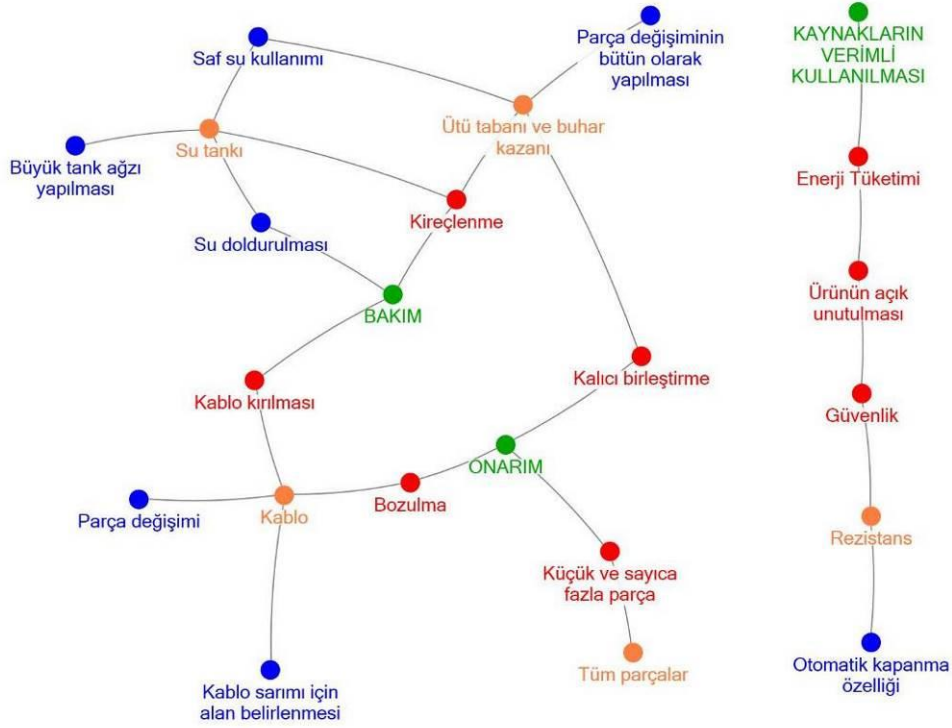 Saf su kullanımı
Parça değişiminin
bütün olarak
yapılması
KAYNAKLARIN
VERİMLİ
KULLANILMASI
Ütü tabanı ve buhar
kazanı
Su tankı
Büyük tank ağzı
yapılması
Enerji Tüketimi
Kireçlenme
Su doldurulması
Ürünün açık
unutulması
BAKIM
Kalıcı birleştirme
Kablo kırılması
Güvenlik
ONARIM
Bozulma
Parça değişimi
Kablo
Rezistans
Küçük ve sayıca
fazla parça
Tüm parçalar
Otomatik kapanma
özelliği
Kablo sarımı için
alan belirlenmesi